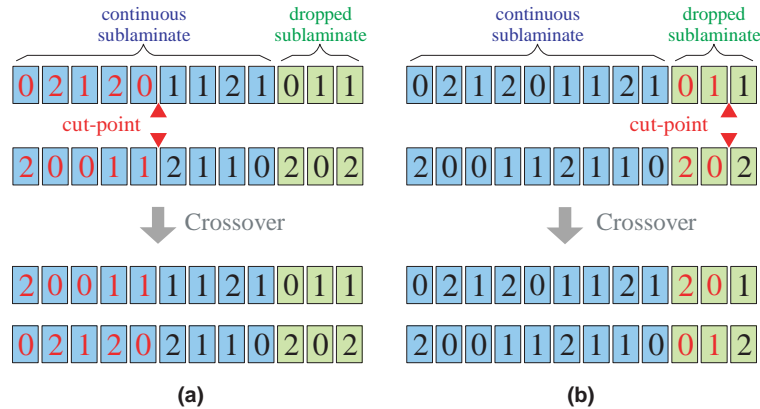 continuous sublaminate
dropped sublaminate
0 2 1 2 0 1 1 2 1 0 1 1
cut-point
2 0 0 1 1 2 1 1 0 2 0 2
Crossover
2 0 0 1 1 1 1 2 1 0 1 1
0 2 1 2 0 2 1 1 0 2 0 2
(a)
continuous sublaminate
dropped sublaminate
0 2 1 2 0 1 1 2 1 0 1 1
cut-point
2 0 0 1 1 2 1 1 0 2 0 2
Crossover
0 2 1 2 0 1 1 2 1 2 0 1
2 0 0 1 1 2 1 1 0 0 1 2
(b)